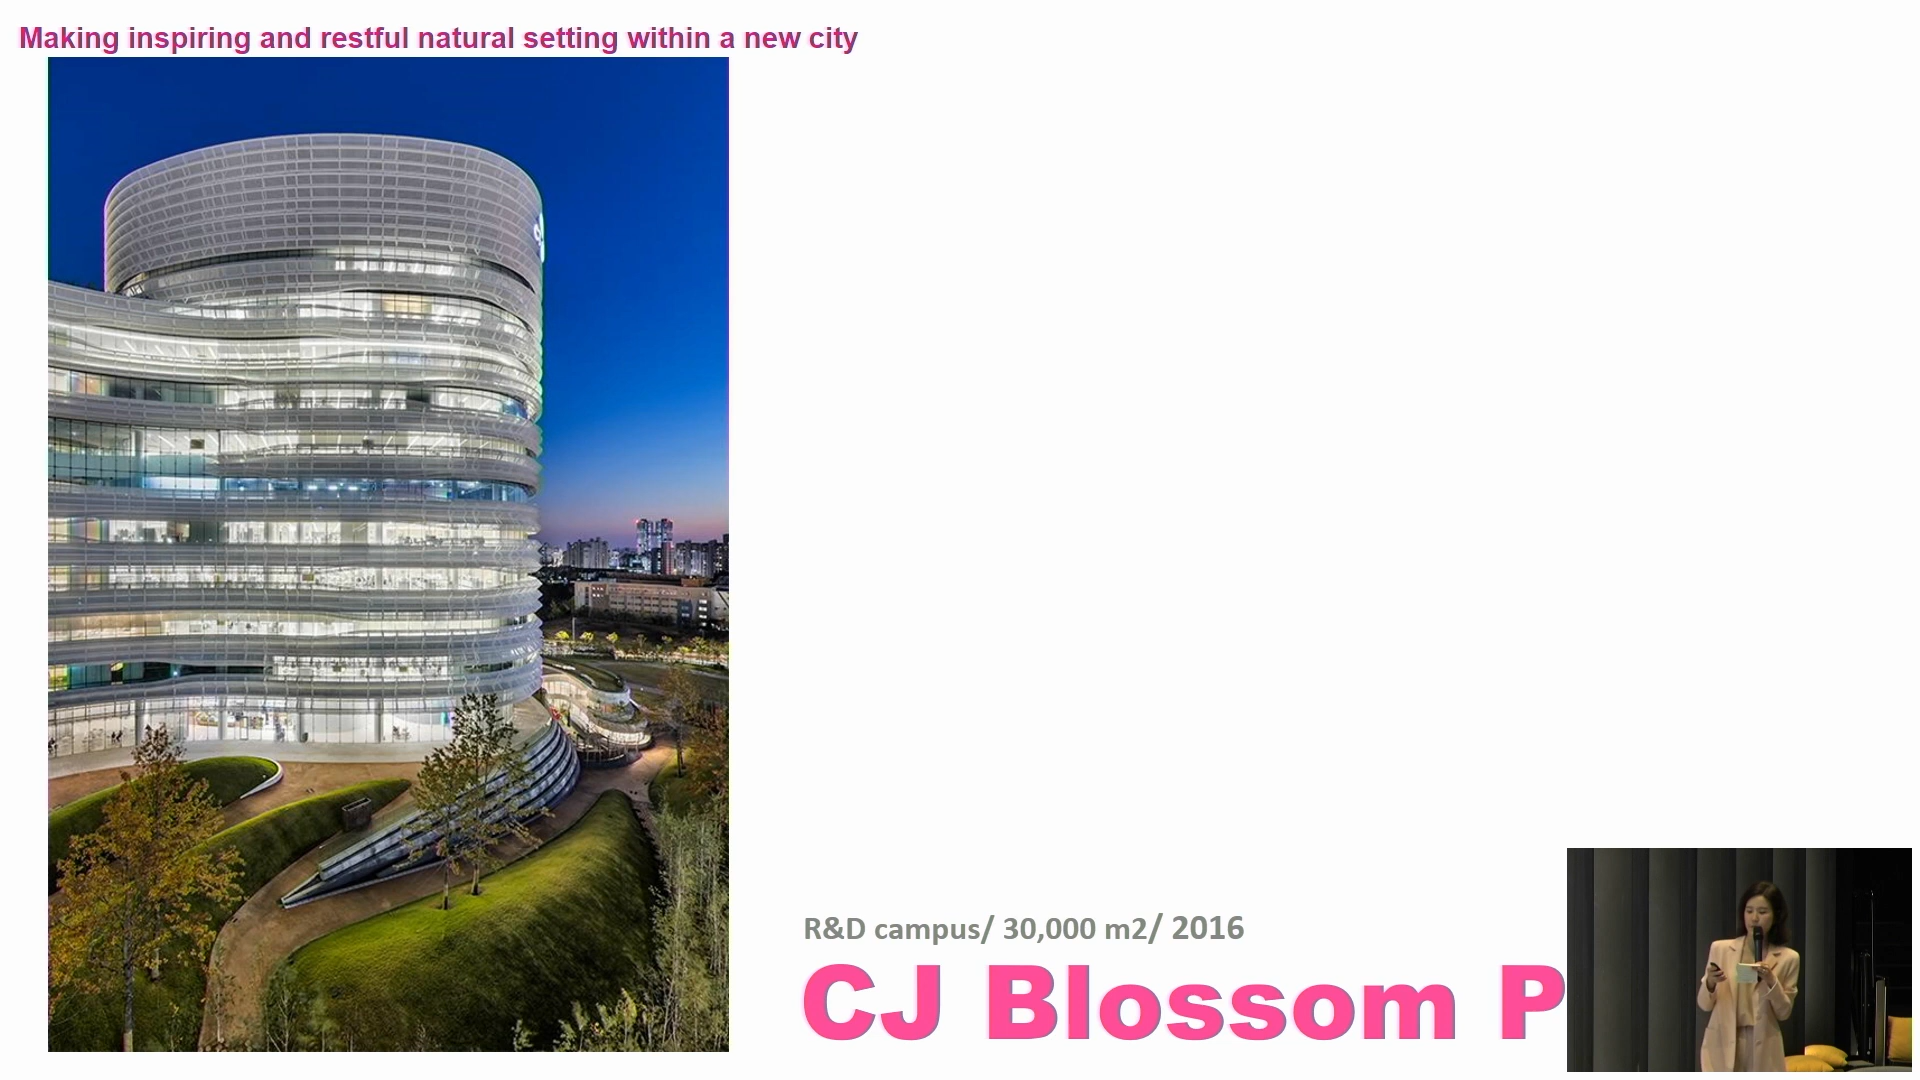 Making inspiring and restful natural setting within a new city
R&D campus/ 30,000 m2/ 2016
CJ Blossom P